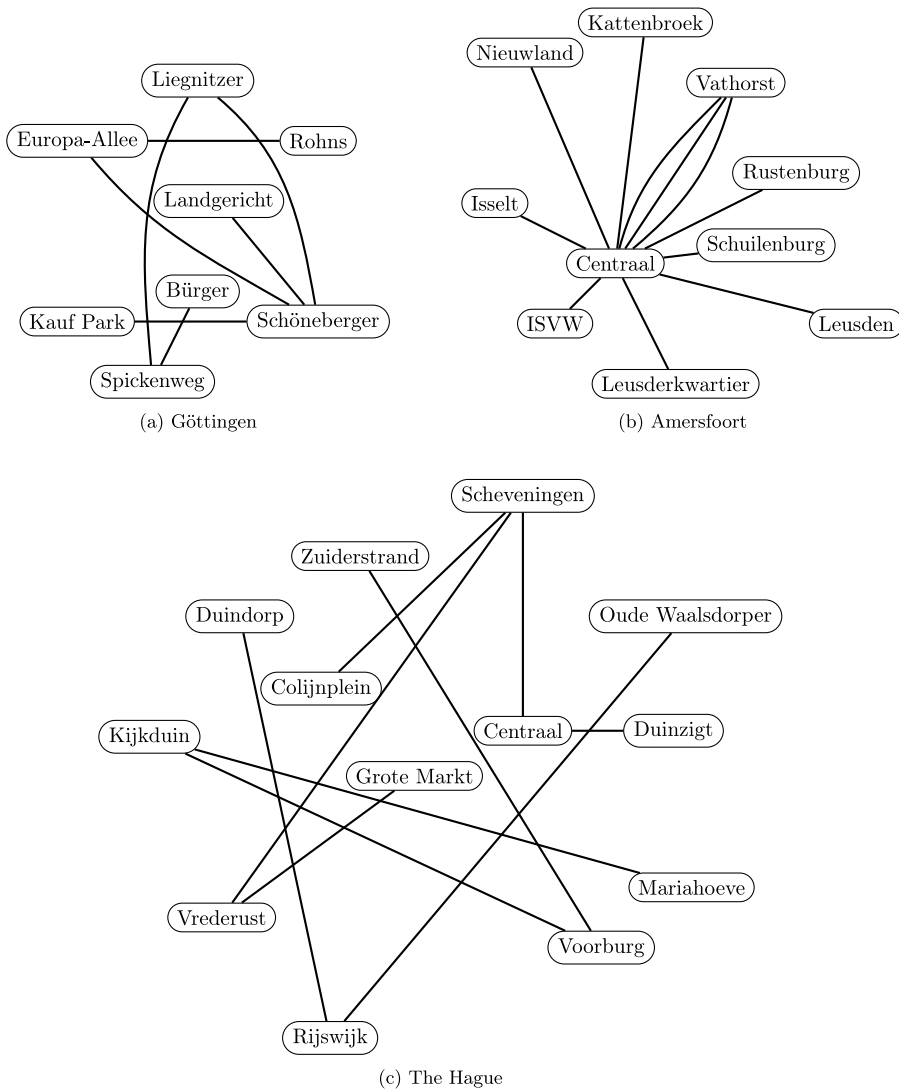 Liegnitzer
Europa-Allee
Rohns
Landgericht
Bürger
Kauf Park
Schöneberger
Spickenweg
(a) Göttingen
Kattenbroek
Nieuwland
Vathorst
Rustenburg
Isselt
Schuilenburg
Centraal
ISVW
Leusden
Leusderkwartier
(b) Amersfoort
Scheveningen
Zuiderstrand
Duindorp
Oude Waalsdorper
Colijnplein
Kijkduin
Centraal
Duinzigt
Grote Markt
Mariahoeve
Vrederust
Voorburg
Rijswijk
(c) The Hague